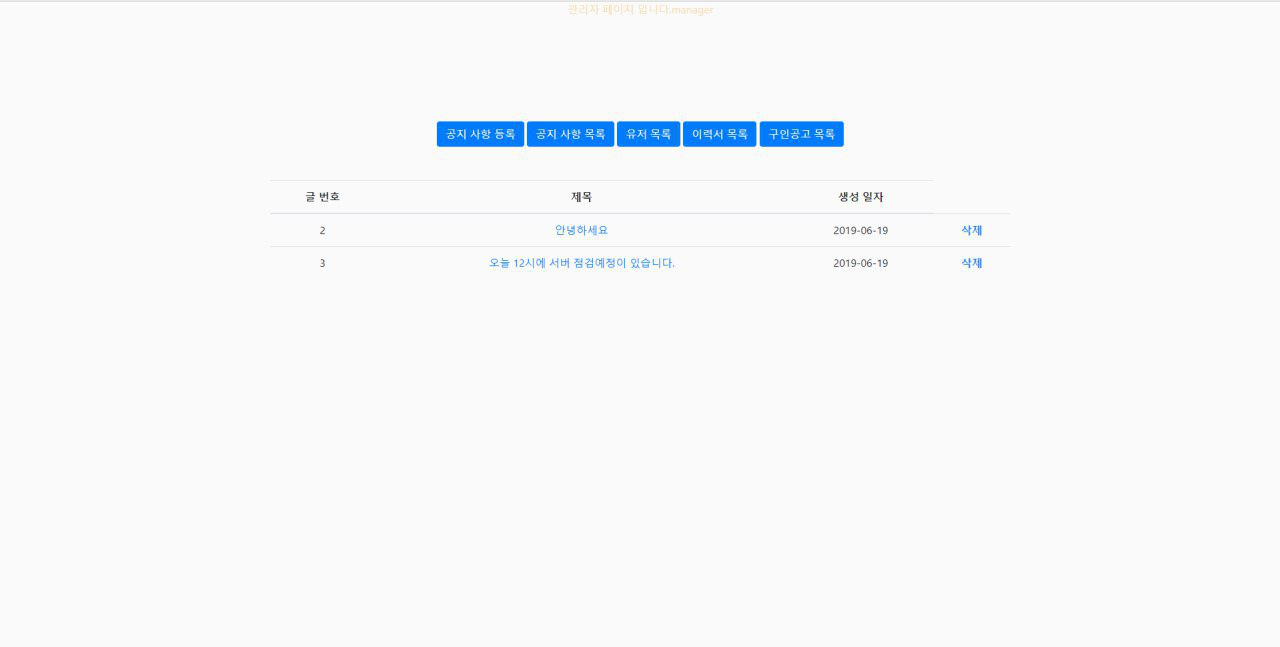 관리자 페이지 입니다.manager
공지 사항 등록 공지 사항 목록 유저 목록 이력서 목록 구인공고 목록
글 번호 제목 생성 일자
2 안녕하세요 2019-06-19 삭제
3 오늘 12시에 서버 점검예정이 있습니다. 2019-06-19 삭제